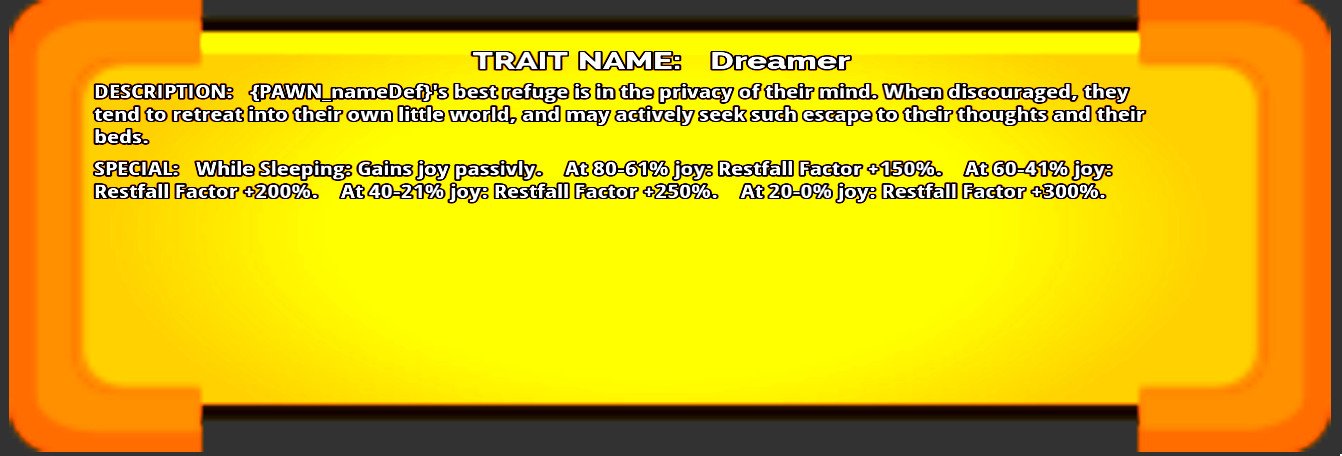 TRAIT NAME:   Dreamer
DESCRIPTION:   {PAWN_nameDef}'s best refuge is in the privacy of their mind. When discouraged, they
tend to retreat into their own little world, and may actively seek such escape to their thoughts and their
beds.
SPECIAL:   While Sleeping: Gains joy passivly.    At 80-61% joy: Restfall Factor +150%.    At 60-41% joy:
Restfall Factor +200%.    At 40-21% joy: Restfall Factor +250%.    At 20-0% joy: Restfall Factor +300%.